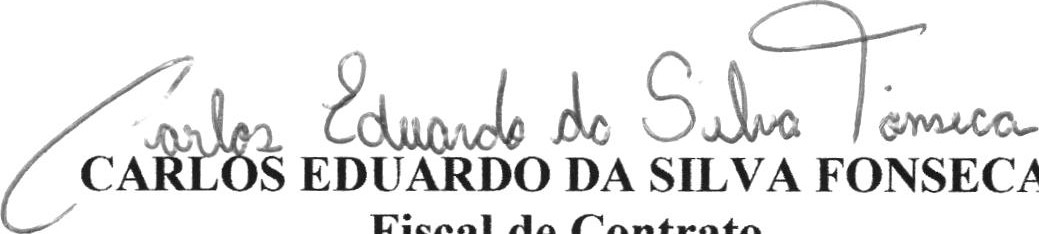 Carlos Eduardo da Silva Fonseca
CARLOS EDUARDO DA SILVA FONSECA
Fiscal de Contrato